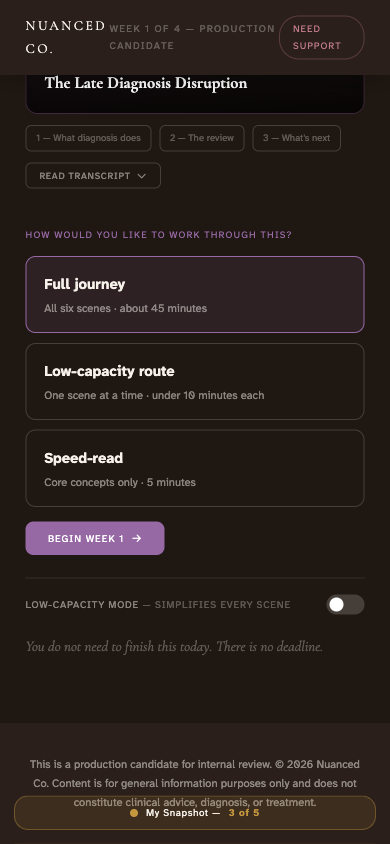 NUANCED
CO.
WEEK 1 OF 4 — PRODUCTION
CANDIDATE
NEED
SUPPORT
The Late Diagnosis Disruption
1 — What diagnosis does
2 — The review
3 — What's next
READ TRANSCRIPT
HOW WOULD YOU LIKE TO WORK THROUGH THIS?
Full journey
All six scenes · about 45 minutes
Low-capacity route
One scene at a time · under 10 minutes each
Speed-read
Core concepts only · 5 minutes
BEGIN WEEK 1 →
LOW-CAPACITY MODE — SIMPLIFIES EVERY SCENE
You do not need to finish this today. There is no deadline.
This is a production candidate for internal review. © 2026 Nuanced
Co. Content is for general information purposes only and does not
constitute clinical advice, diagnosis, or treatment.
My Snapshot — 3 of 5